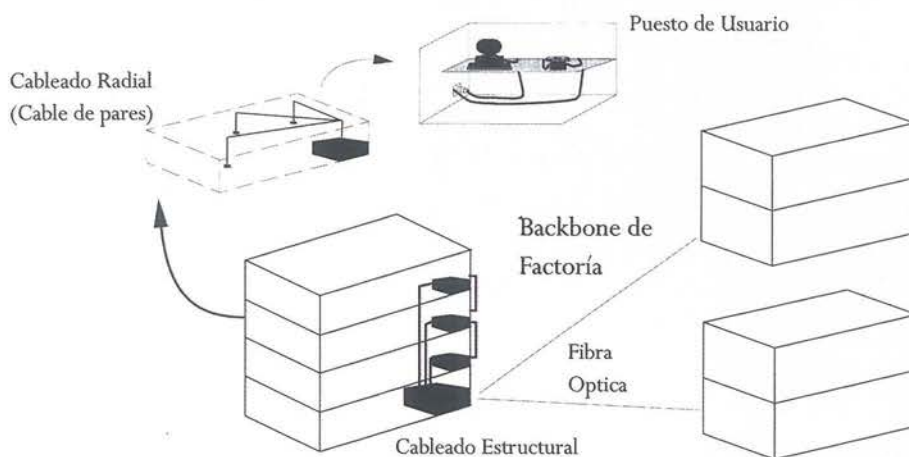 Puesto de Usuario
Cableado Radial
(Cable de pares)
Backbone de
Factoría
Fibra
Optica
Cableado Estructural